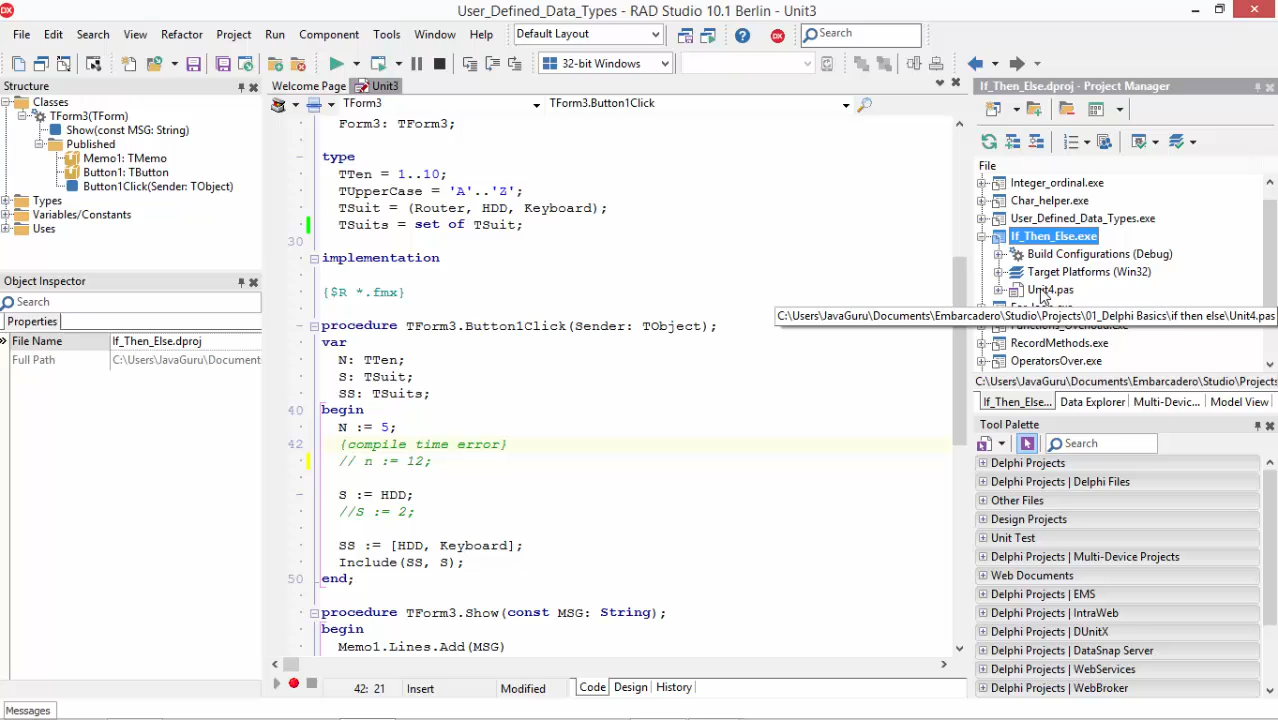 User_Defined_Data_Types - RAD Studio 10.1 Berlin - Unit3
File Edit Search View Refactor Project Run Component Tools Window Help
Default Layout
Search
32-bit Windows
Structure
Classes
TForm3(TForm)
Show(const MSG: String)
Published
Memo1: TMemo
Button1: TButton
Button1Click(Sender: TObject)
Types
Variables/Constants
Uses
Object Inspector
Search
Properties
File Name If_Then_Else.dproj
Full Path C:\Users\JavaGuru\Document
Welcome Page Unit3
TForm3 TForm3.Button1Click
Form3: TForm3;
type
TTen = 1..10;
TUpperCase = 'A'..'Z';
TSuit = (Router, HDD, Keyboard);
TSuits = set of TSuit;
30
implementation
{$R *.fmx}
procedure TForm3.Button1Click(Sender: TObject);
var
N: TTen;
S: TSuit;
SS: TSuits;
40 begin
N := 5;
42 {compile time error}
// n := 12;
S := HDD;
//S := 2;
SS := [HDD, Keyboard];
Include(SS, S);
50 end;
procedure TForm3.Show(const MSG: String);
begin
Memo1.Lines.Add(MSG)
42: 21 Insert Modified Code Design History
Messages
If_Then_Else.dproj - Project Manager
File
Integer_ordinal.exe
Char_helper.exe
User_Defined_Data_Types.exe
If_Then_Else.exe
Build Configurations (Debug)
Target Platforms (Win32)
Unit4.pas
C:\Users\JavaGuru\Documents\Embarcadero\Studio\Projects\01_Delphi Basics\if then else\Unit4.pas
RecordMethods.exe
OperatorsOver.exe
C:\Users\JavaGuru\Documents\Embarcadero\Studio\Projects
If_Then_Else... Data Explorer Multi-Devic... Model View
Tool Palette
Search
Delphi Projects
Delphi Projects | Delphi Files
Other Files
Design Projects
Unit Test
Delphi Projects | Multi-Device Projects
Web Documents
Delphi Projects | EMS
Delphi Projects | IntraWeb
Delphi Projects | DUnitX
Delphi Projects | DataSnap Server
Delphi Projects | WebServices
Delphi Projects | WebBroker